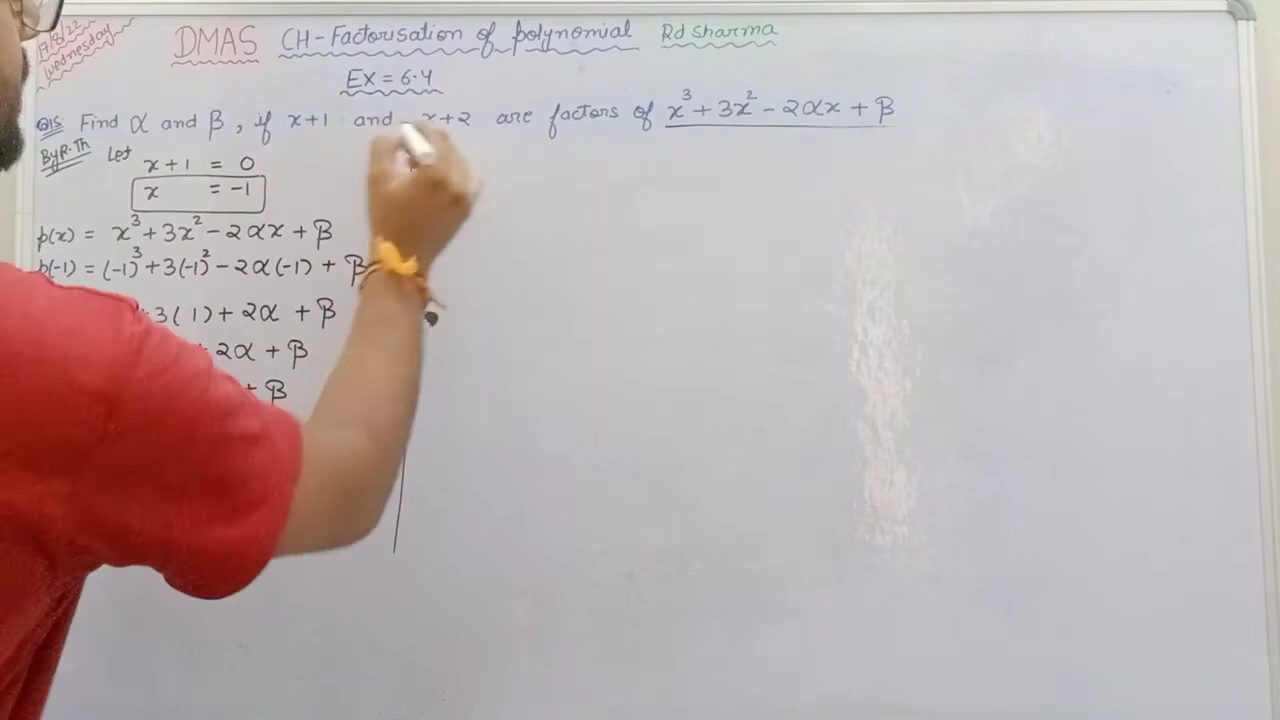 17/8/22
Wednesday
DMAS CH-Factorisation of polynomial Rd sharma
Ex = 6.4
Q15 Find α and β, if x+1 and x+2 are factors of x³ + 3x² - 2αx + β
By R.Th Let x + 1 = 0
x = -1
p(x) = x³ + 3x² - 2αx + β
p(-1) = (-1)³ + 3(-1)² - 2α(-1) + β
3(1) + 2α + β
2α + β
+ β